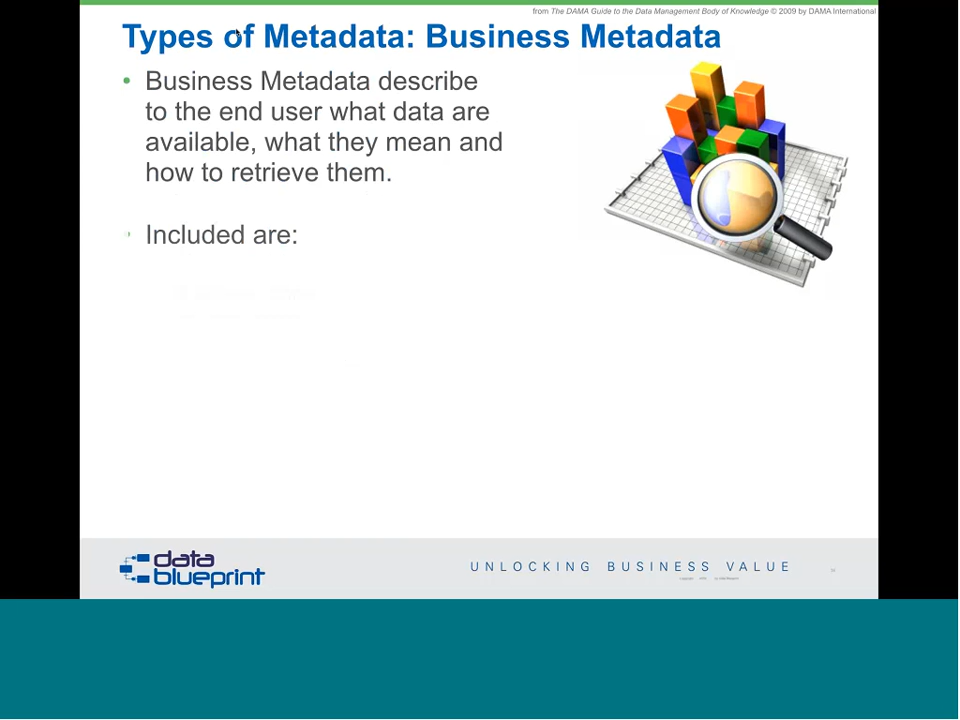 from The DAMA Guide to the Data Management Body of Knowledge © 2009 by DAMA International
Types of Metadata: Business Metadata
• Business Metadata describe
to the end user what data are
available, what they mean and
how to retrieve them.
Included are:
data
blueprint
UNLOCKING BUSINESS VALUE